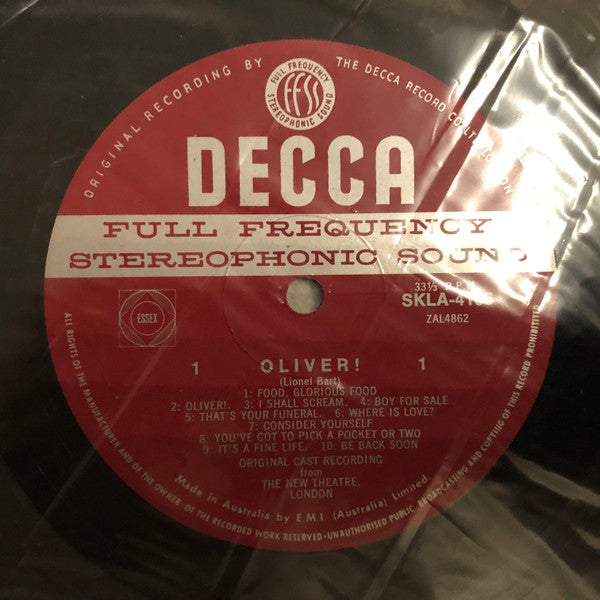 ORIGINAL RECORDING BY THE DECCA RECORD CO. LTD. LONDON
FULL FREQUENCY
ffss
STEREOPHONIC SOUND
DECCA
FULL FREQUENCY
STEREOPHONIC SOUND
33⅓ R.P.M.
ZAL4862
ESSEX
1 OLIVER! 1
(Lionel Bart)
1: FOOD, GLORIOUS FOOD
2: OLIVER!. 3: I SHALL SCREAM. 4: BOY FOR SALE
5: THAT'S YOUR FUNERAL. 6: WHERE IS LOVE?
7: CONSIDER YOURSELF
8: YOU'VE GOT TO PICK A POCKET OR TWO
9: IT'S A FINE LIFE. 10: BE BACK SOON
ORIGINAL CAST RECORDING
from
THE NEW THEATRE,
LONDON
Made in Australia by E.M.I. (Australia) Limited
ALL RIGHTS OF THE MANUFACTURER AND OF THE OWNER OF THE RECORDED WORK RESERVED-UNAUTHORISED PUBLIC BROADCASTING AND COPYING OF THIS RECORD PROHIBITED